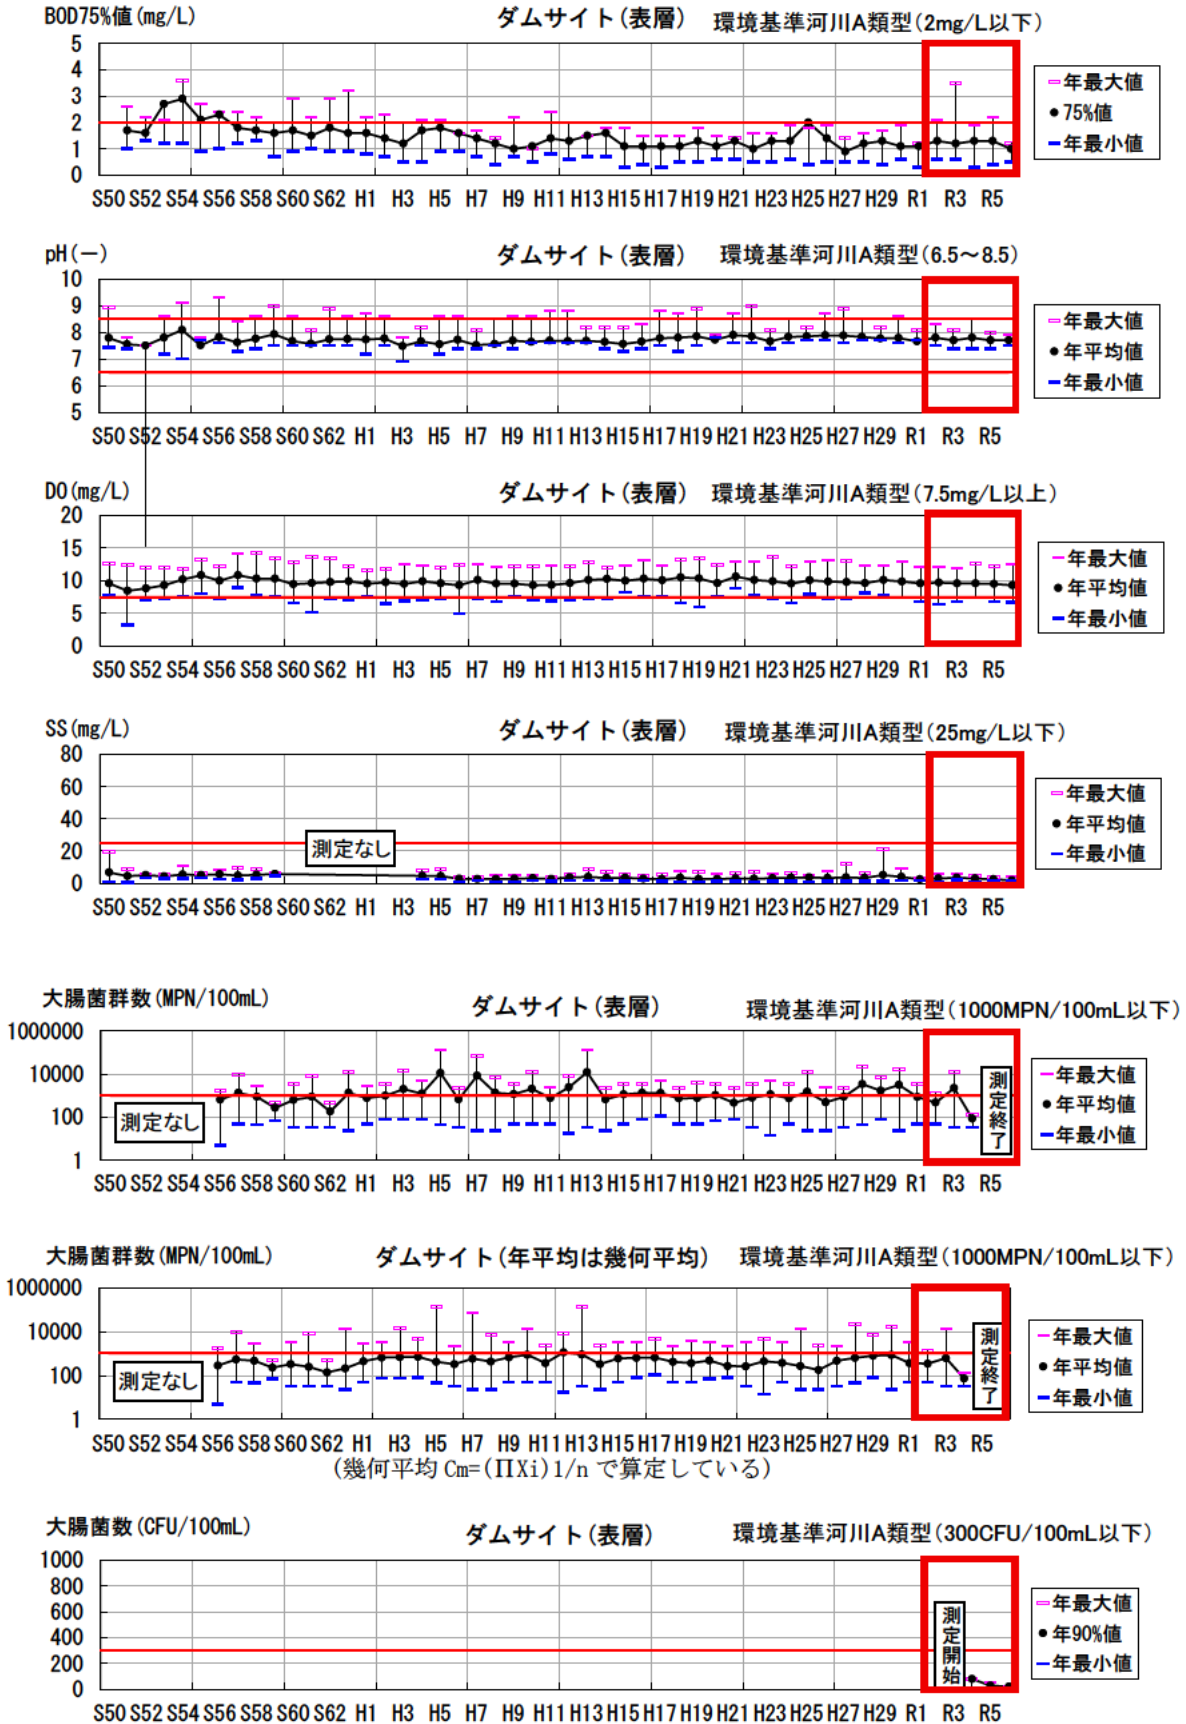 BOD75%値(mg/L) ダムサイト(表層) 環境基準河川A類型(2mg/L以下)
5
4
3
2
1
0
年最大値
75%値
年最小値
S50 S52 S54 S56 S58 S60 S62 H1 H3 H5 H7 H9 H11 H13 H15 H17 H19 H21 H23 H25 H27 H29 R1 R3 R5
pH(−) ダムサイト(表層) 環境基準河川A類型(6.5～8.5)
10
9
8
7
6
5
年最大値
年平均値
年最小値
S50 S52 S54 S56 S58 S60 S62 H1 H3 H5 H7 H9 H11 H13 H15 H17 H19 H21 H23 H25 H27 H29 R1 R3 R5
DO(mg/L) ダムサイト(表層) 環境基準河川A類型(7.5mg/L以上)
20
15
10
5
0
年最大値
年平均値
年最小値
S50 S52 S54 S56 S58 S60 S62 H1 H3 H5 H7 H9 H11 H13 H15 H17 H19 H21 H23 H25 H27 H29 R1 R3 R5
SS(mg/L) ダムサイト(表層) 環境基準河川A類型(25mg/L以下)
80
60
40
20
0
測定なし
年最大値
年平均値
年最小値
S50 S52 S54 S56 S58 S60 S62 H1 H3 H5 H7 H9 H11 H13 H15 H17 H19 H21 H23 H25 H27 H29 R1 R3 R5
大腸菌群数(MPN/100mL) ダムサイト(表層) 環境基準河川A類型(1000MPN/100mL以下)
1000000
10000
100
1
測定なし
測定終了
年最大値
年平均値
年最小値
S50 S52 S54 S56 S58 S60 S62 H1 H3 H5 H7 H9 H11 H13 H15 H17 H19 H21 H23 H25 H27 H29 R1 R3 R5
大腸菌群数(MPN/100mL) ダムサイト(年平均は幾何平均) 環境基準河川A類型(1000MPN/100mL以下)
1000000
10000
100
1
測定なし
測定終了
年最大値
年平均値
年最小値
S50 S52 S54 S56 S58 S60 S62 H1 H3 H5 H7 H9 H11 H13 H15 H17 H19 H21 H23 H25 H27 H29 R1 R3 R5
(幾何平均 Cm=(ΠXi)1/n で算定している)
大腸菌数(CFU/100mL) ダムサイト(表層) 環境基準河川A類型(300CFU/100mL以下)
1000
800
600
400
200
0
測定開始
年最大値
年90%値
年最小値
S50 S52 S54 S56 S58 S60 S62 H1 H3 H5 H7 H9 H11 H13 H15 H17 H19 H21 H23 H25 H27 H29 R1 R3 R5